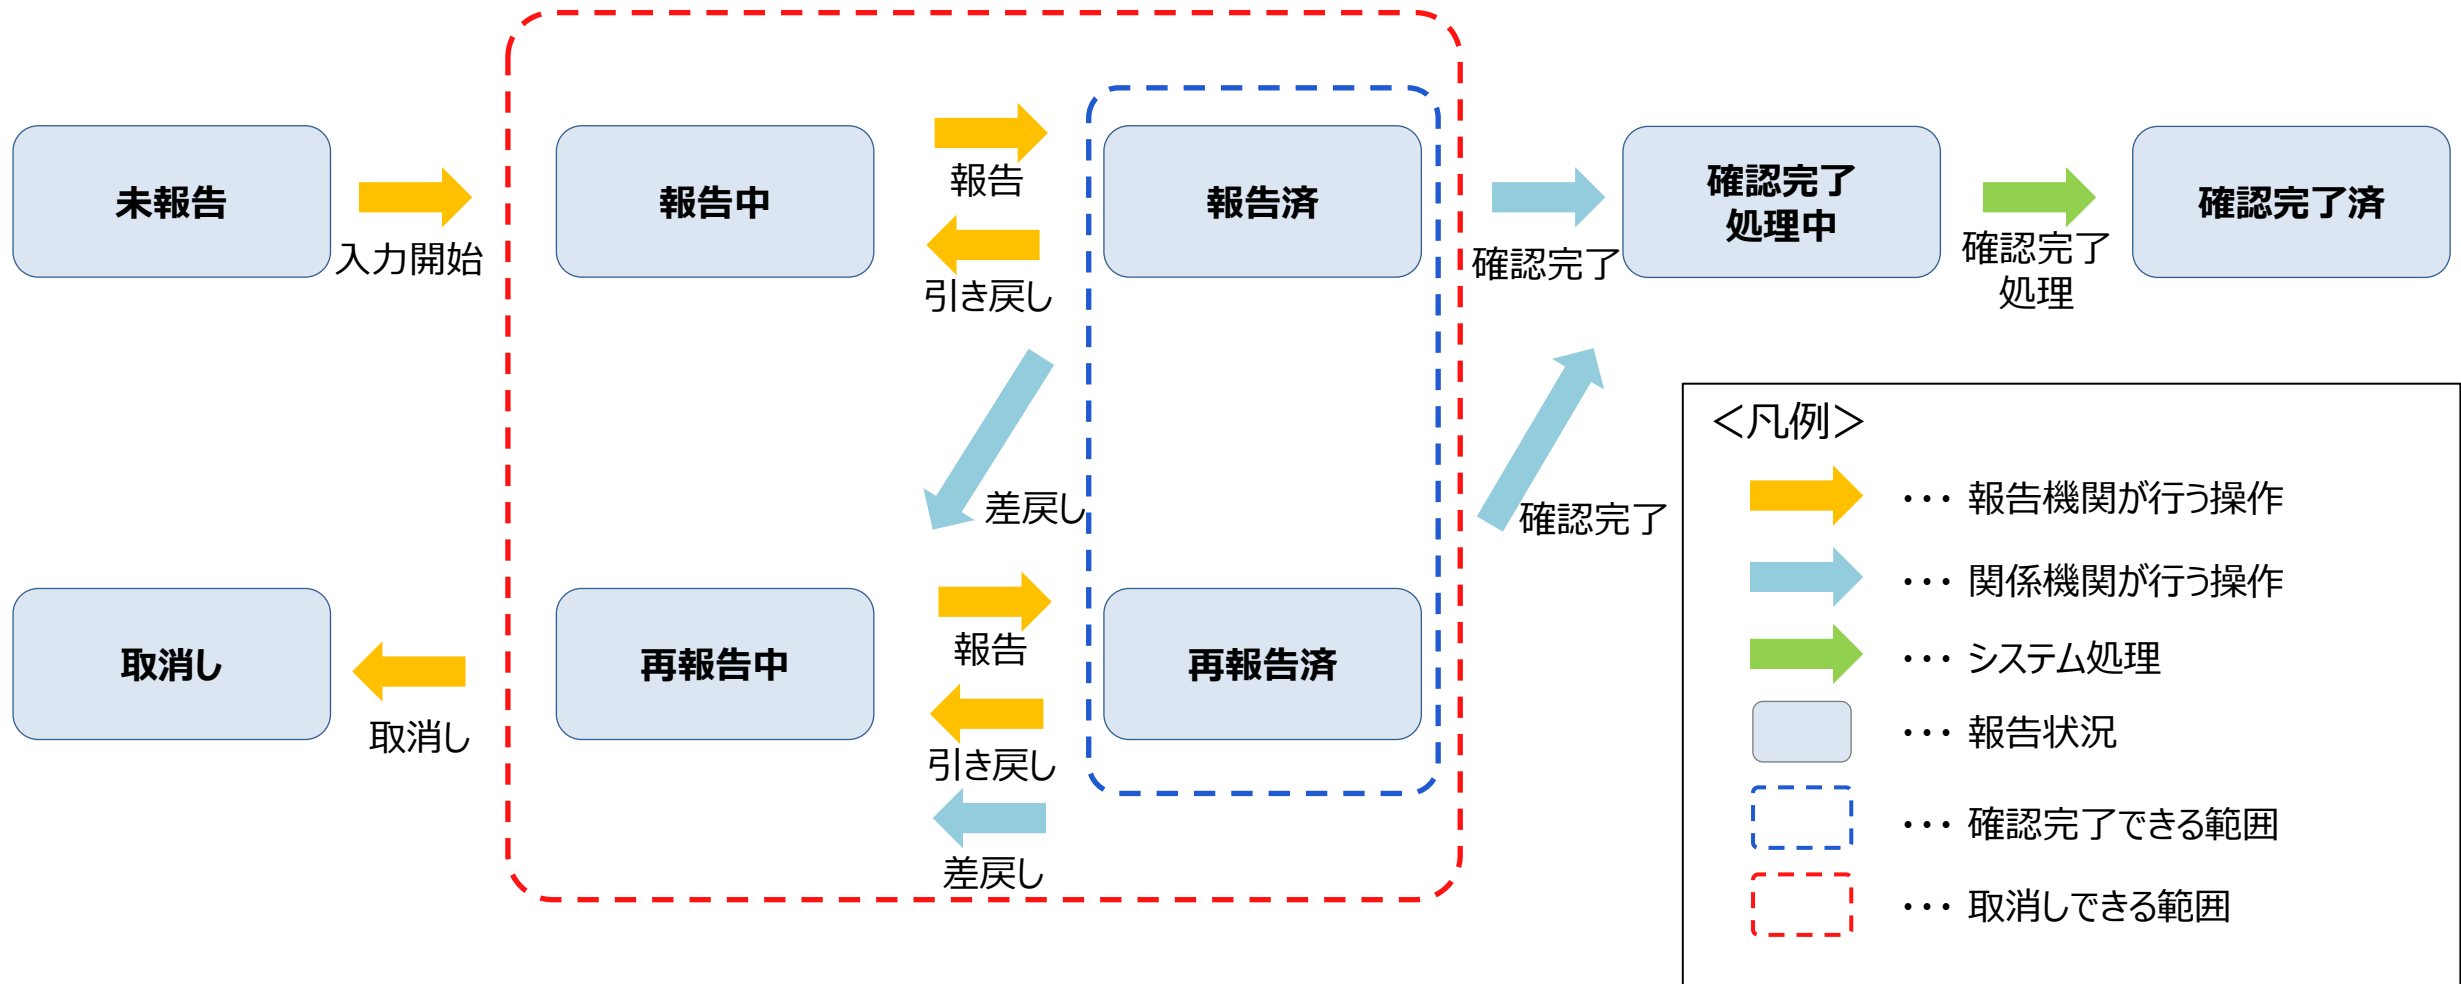 未報告
入力開始
報告中
報告
引き戻し
報告済
確認完了
確認完了
処理中
確認完了
処理
確認完了済
差戻し
確認完了
取消し
取消し
再報告中
報告
引き戻し
差戻し
再報告済
＜凡例＞
・・・ 報告機関が行う操作
・・・ 関係機関が行う操作
・・・ システム処理
・・・ 報告状況
・・・ 確認完了できる範囲
・・・ 取消しできる範囲